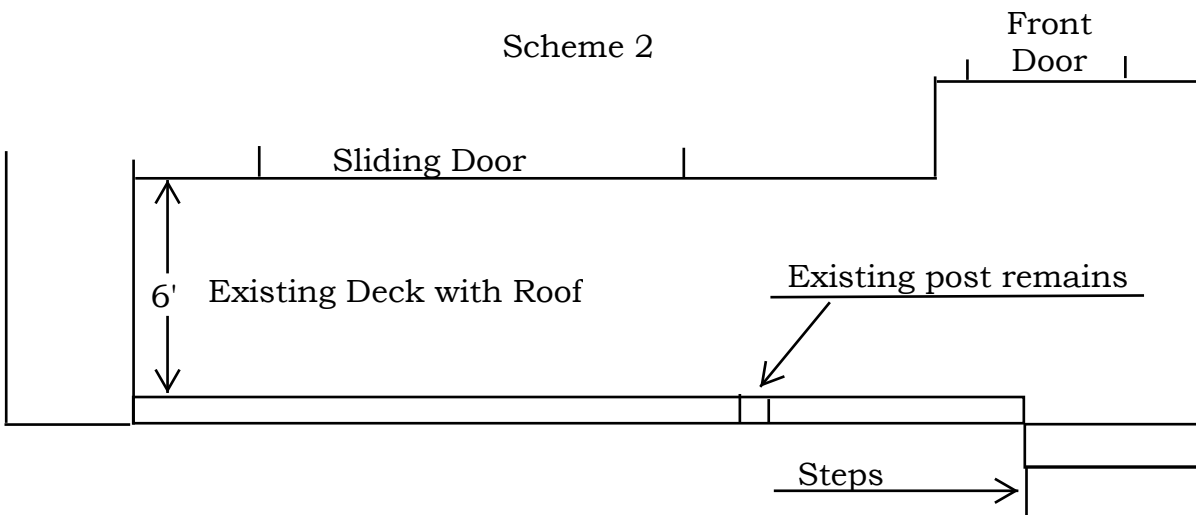 Scheme 2
Front
Door
Sliding Door
6'
Existing Deck with Roof
Existing post remains
Steps